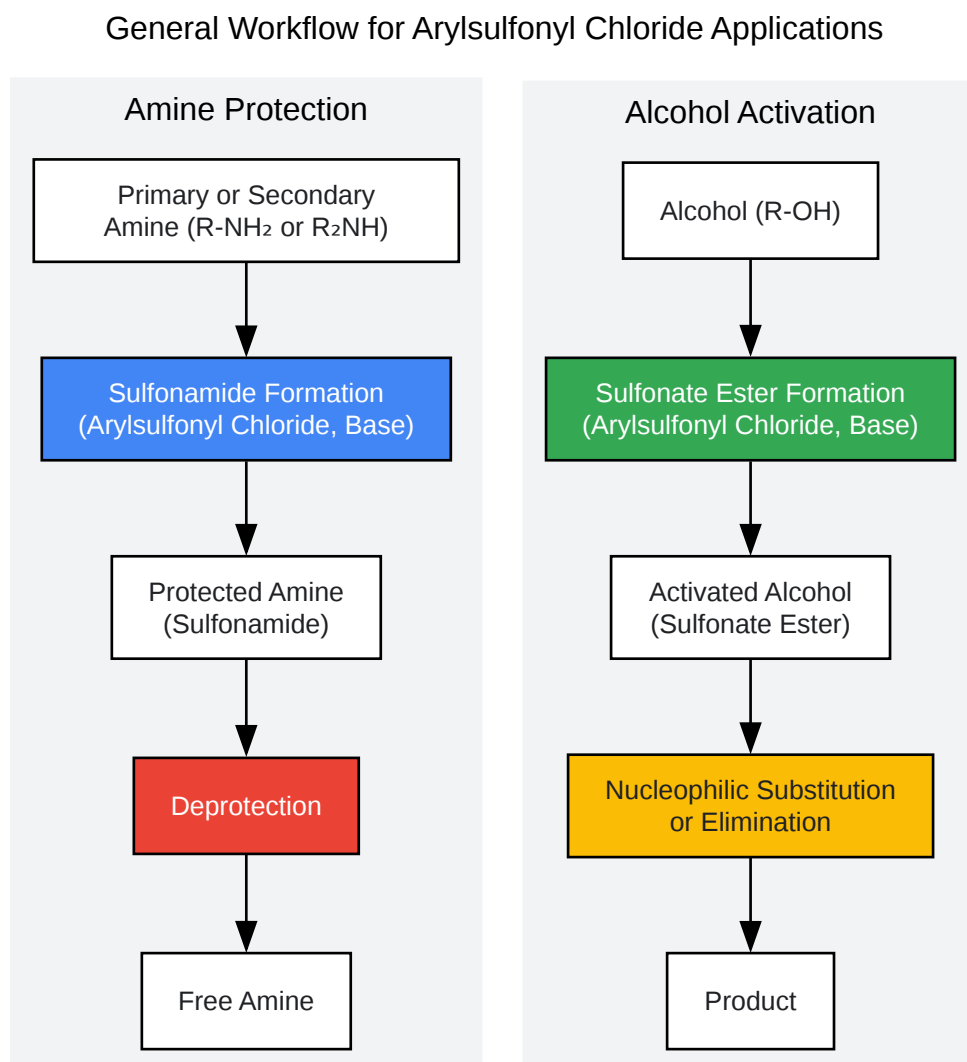 General Workflow for Arylsulfonyl Chloride Applications
Amine Protection
Primary or Secondary
Amine (R-NH₂ or R₂NH)
Sulfonamide Formation
(Arylsulfonyl Chloride, Base)
Protected Amine
(Sulfonamide)
Deprotection
Free Amine
Alcohol Activation
Alcohol (R-OH)
Sulfonate Ester Formation
(Arylsulfonyl Chloride, Base)
Activated Alcohol
(Sulfonate Ester)
Nucleophilic Substitution
or Elimination
Product